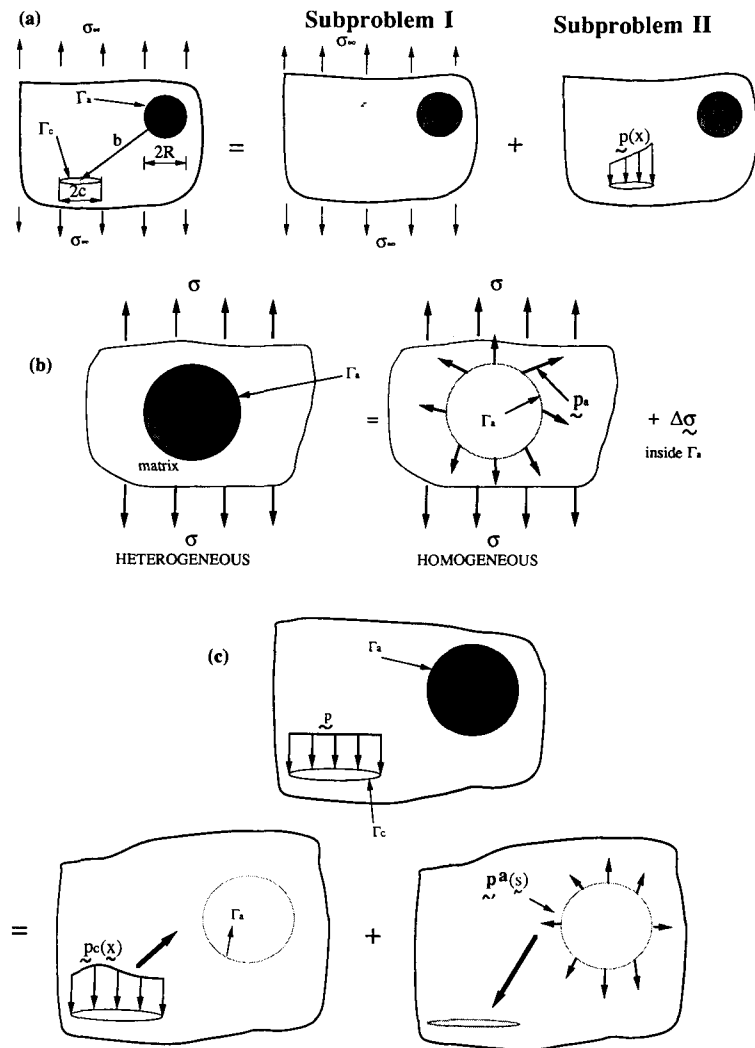 (a)
Subproblem I
Subproblem II
σ∞
σ∞
Γa
Γc
b
2R
2c
=
+
p(x)
σ∞
σ∞
(b)
σ
σ
Γa
matrix
=
Γa
pa
+ Δσ
inside Γa
σ
σ
HETEROGENEOUS
HOMOGENEOUS
(c)
Γa
p
Γc
=
pc(x)
Γa
+
pa(s)